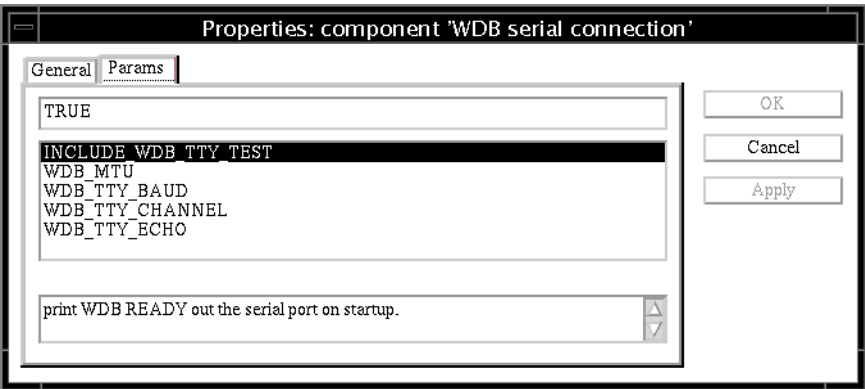 Properties: component 'WDB serial connection'
General Params
TRUE
OK
INCLUDE_WDB_TTY_TEST
WDB_MTU
WDB_TTY_BAUD
WDB_TTY_CHANNEL
WDB_TTY_ECHO
Cancel
Apply
print WDB READY out the serial port on startup.